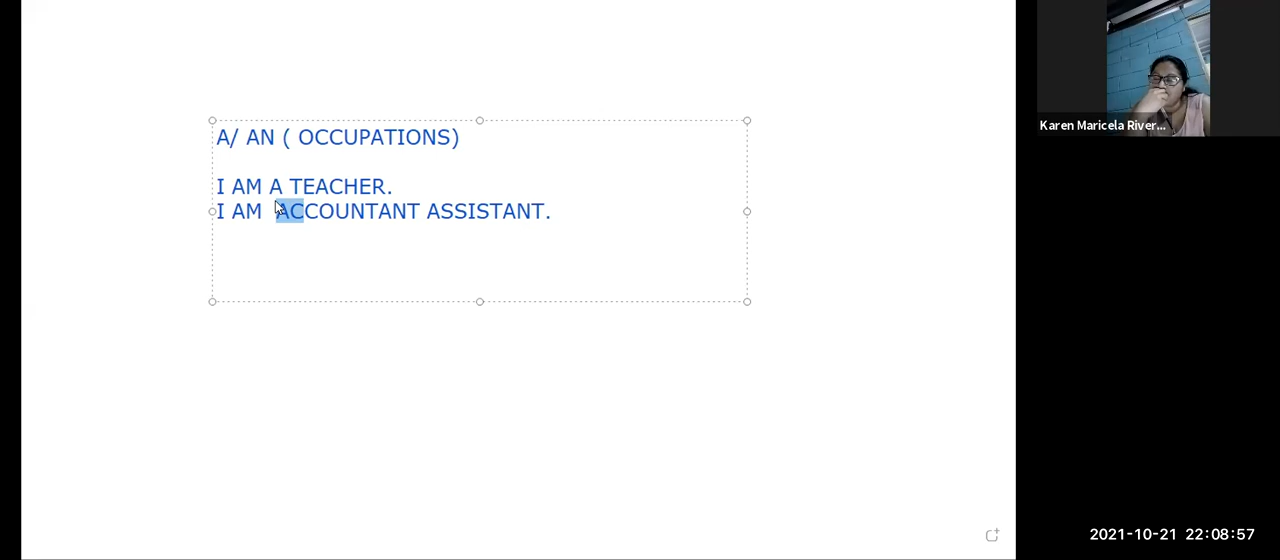 A/ AN ( OCCUPATIONS)
I AM A TEACHER.
I AM  ACCOUNTANT ASSISTANT.
Karen Maricela River...
2021-10-21 22:08:57